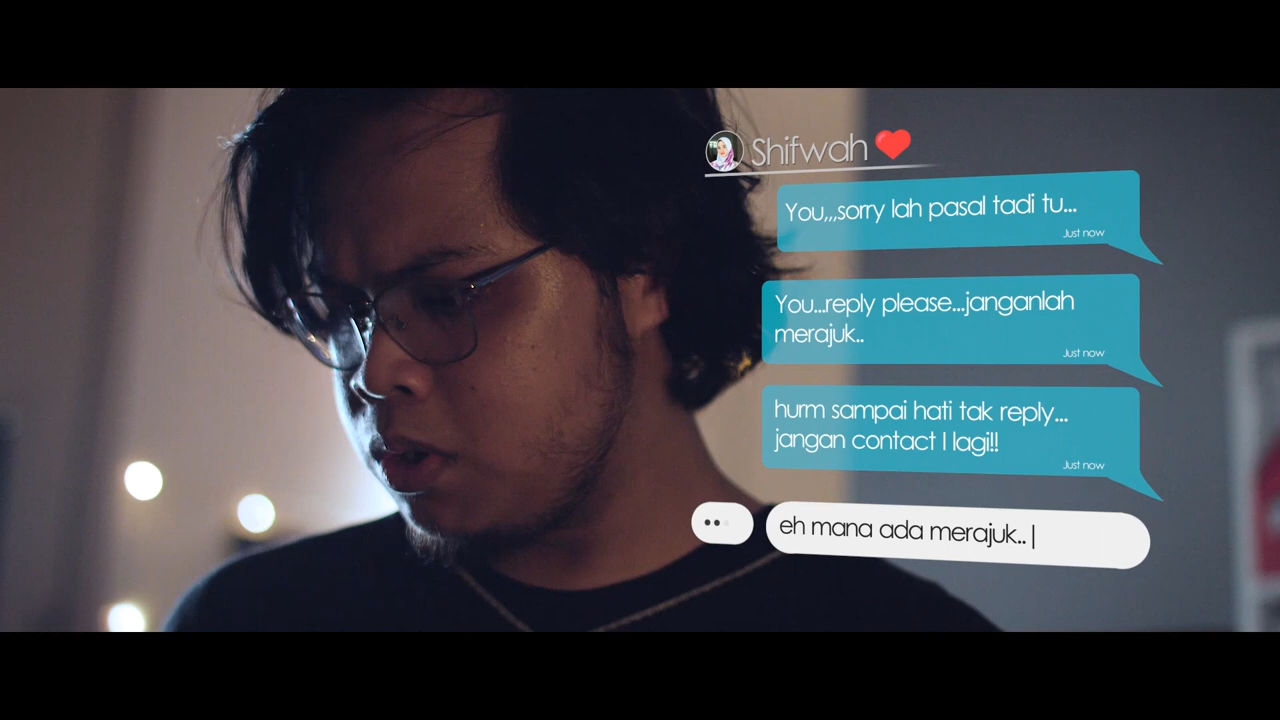 Shifwah ❤️
You,,,sorry lah pasal tadi tu...
Just now
You...reply please...janganlah
merajuk..
Just now
hurm sampai hati tak reply...
jangan contact I lagi!!
Just now
eh mana ada merajuk.. |